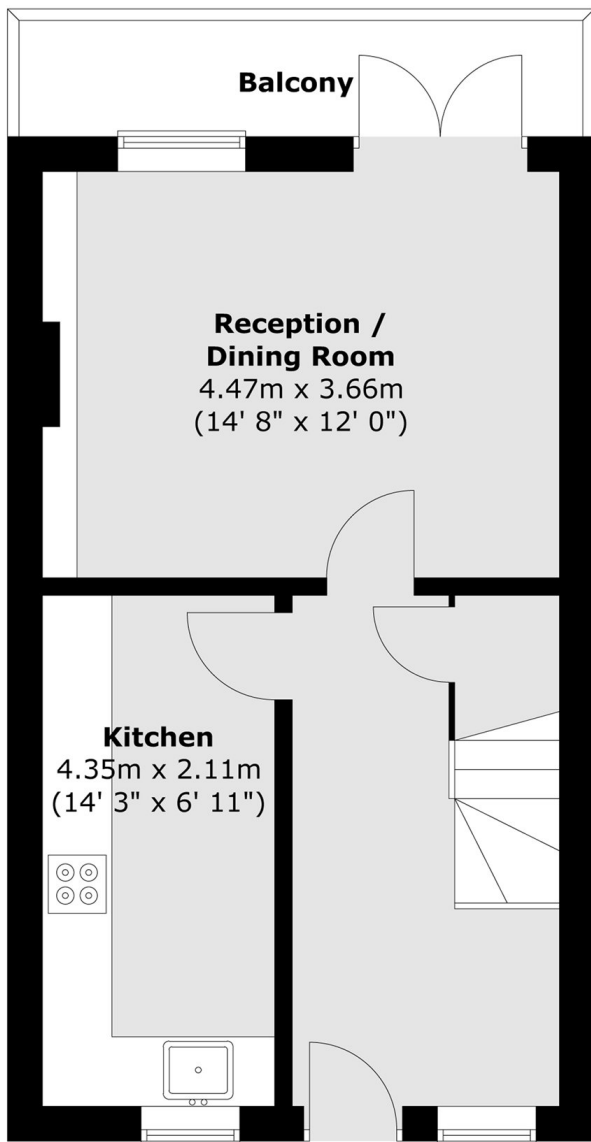 Balcony
Reception /
Dining Room
4.47m x 3.66m
(14' 8" x 12' 0")
Kitchen
4.35m x 2.11m
(14' 3" x 6' 11")